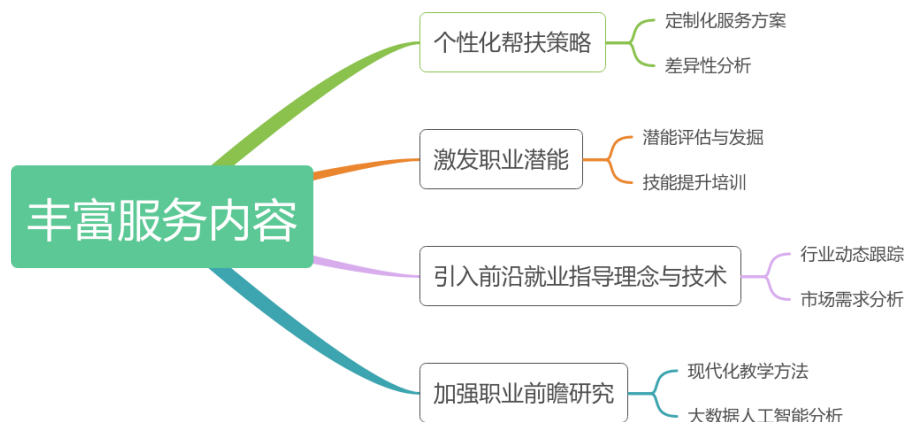 丰富服务内容
个性化帮扶策略
定制化服务方案
差异性分析
激发职业潜能
潜能评估与发掘
技能提升培训
引入前沿就业指导理念与技术
行业动态跟踪
市场需求分析
加强职业前瞻研究
现代化教学方法
大数据人工智能分析